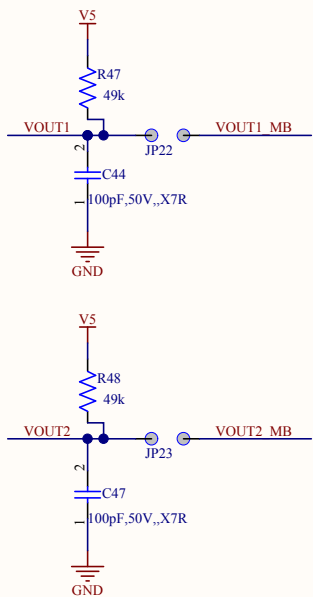 V5
R47
49k
VOUT1
VOUT1_MB
JP22
2
C44
1
100pF,50V,,X7R
GND
V5
R48
49k
VOUT2
VOUT2_MB
JP23
2
C47
1
100pF,50V,,X7R
GND